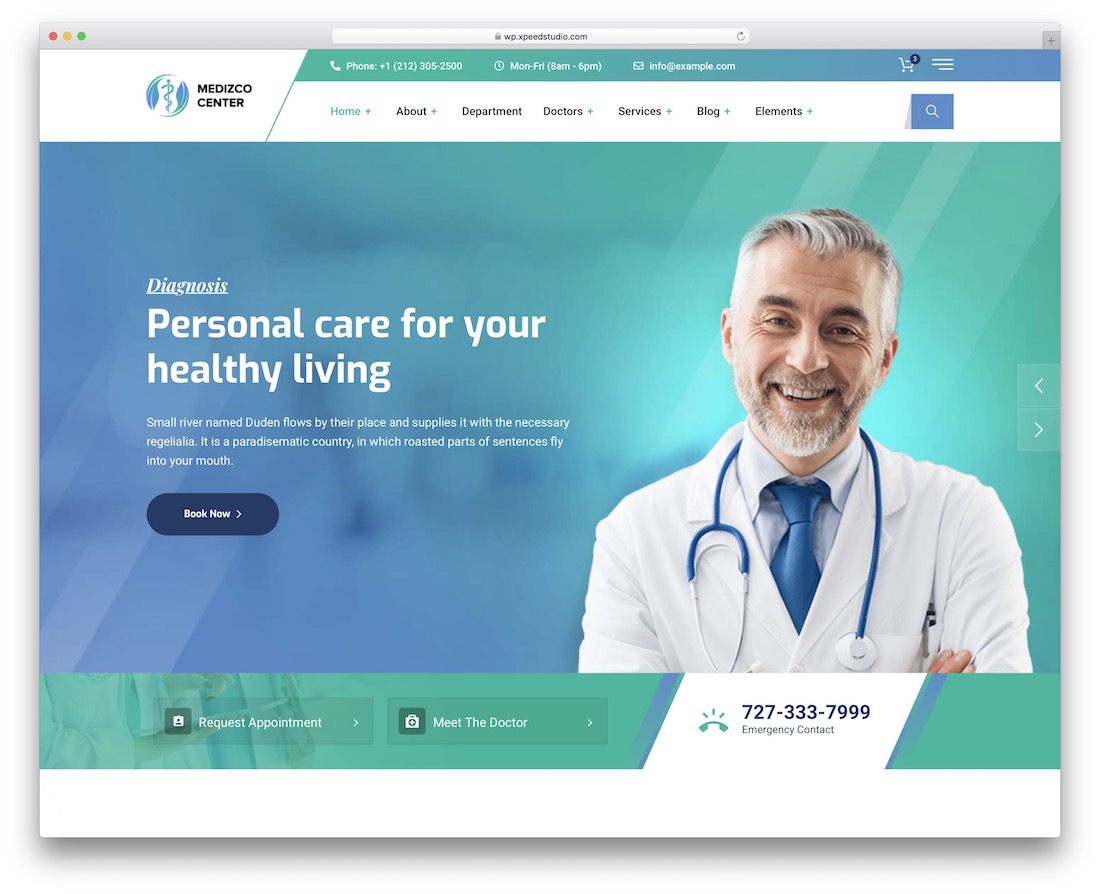 wp.xpeedstudio.com
+
MEDIZCO
CENTER
Phone: +1 (212) 305-2500
Mon-Fri (8am - 6pm)
info@example.com
3
Home +
About +
Department
Doctors +
Services +
Blog +
Elements +
Diagnosis
Personal care for your
healthy living
Small river named Duden flows by their place and supplies it with the necessary
regelialia. It is a paradisematic country, in which roasted parts of sentences fly
into your mouth.
Book Now >
Request Appointment >
Meet The Doctor >
727-333-7999
Emergency Contact